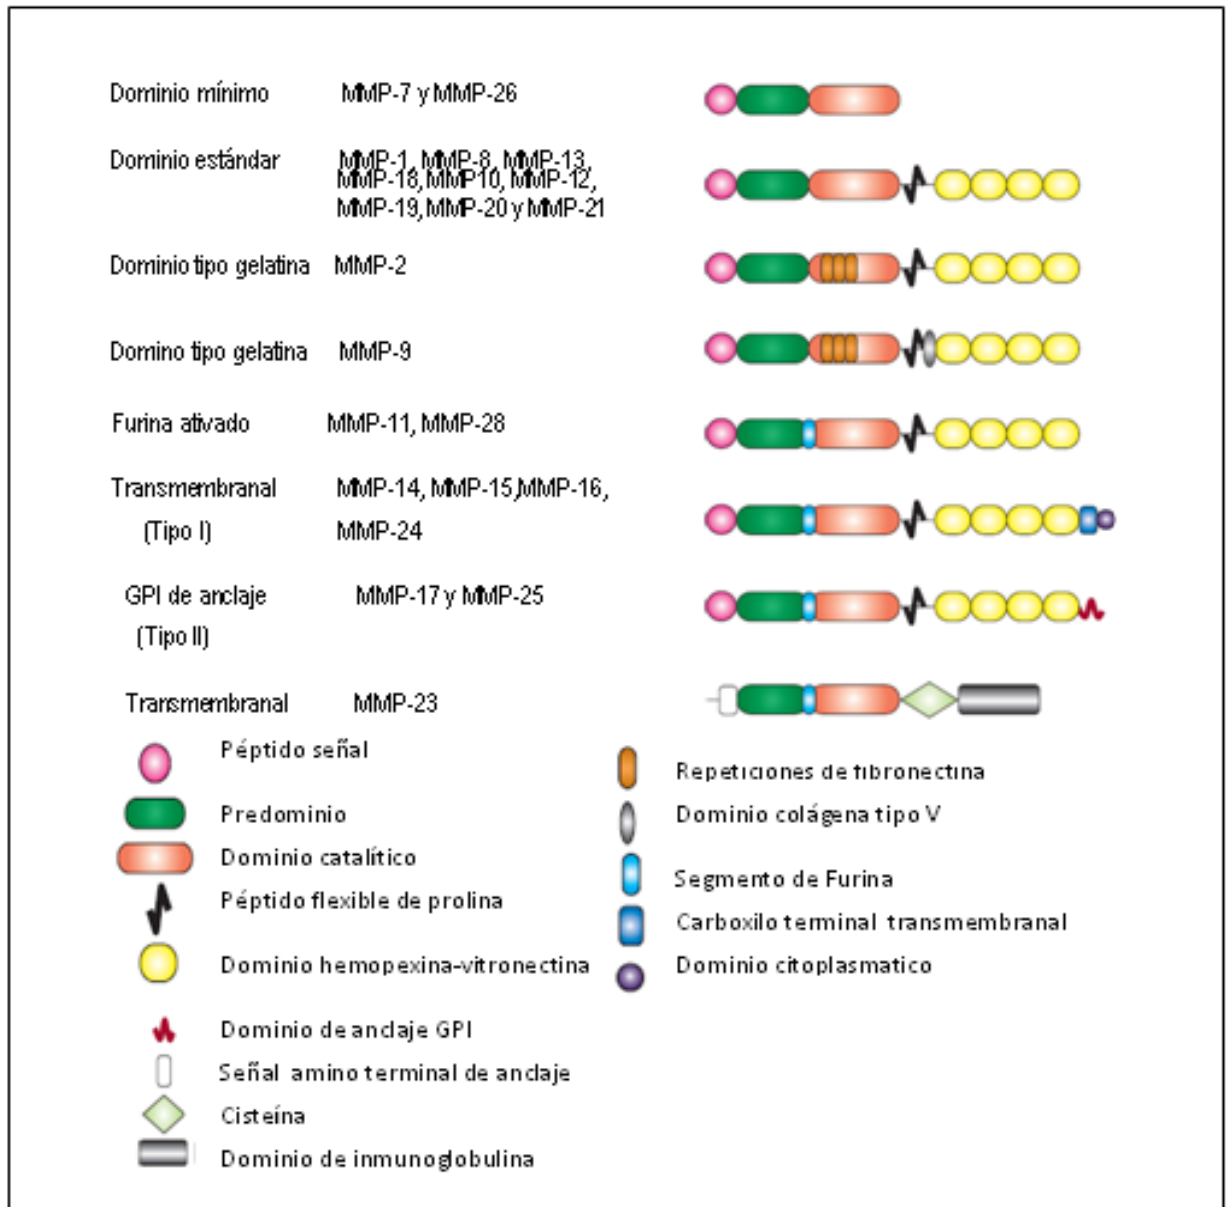 Dominio mínimo MMP-7 y MMP-26
Dominio estándar MMP-1, MMP-8, MMP-13,
MMP-18, MMP10, MMP-12,
MMP-19, MMP-20 y MMP-21
Dominio tipo gelatina MMP-2
Domino tipo gelatina MMP-9
Furina ativado MMP-11, MMP-28
Transmembranal MMP-14, MMP-15,MMP-16,
(Tipo I) MMP-24
GPI de anclaje MMP-17 y MMP-25
(Tipo II)
Transmembranal MMP-23
Péptido señal
Predominio
Dominio catalítico
Péptido flexible de prolina
Dominio hemopexina-vitronectina
Dominio de anclaje GPI
Señal amino terminal de anclaje
Cisteína
Dominio de inmunoglobulina
Repeticiones de fibronectina
Dominio colágena tipo V
Segmento de Furina
Carboxilo terminal transmembranal
Dominio citoplasmatico